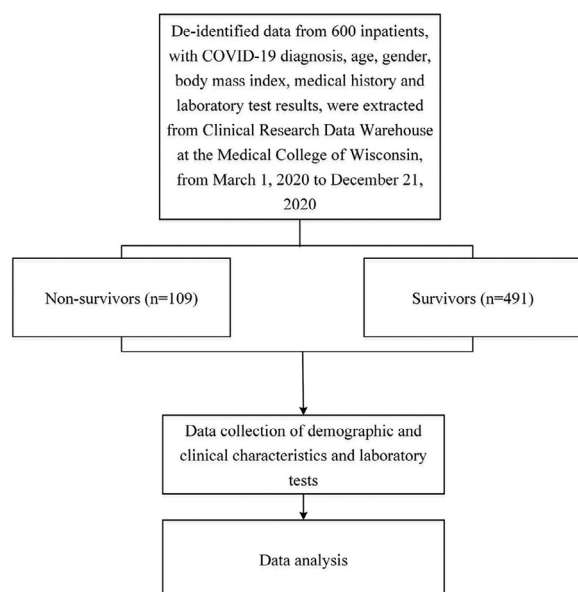 De-identified data from 600 inpatients,
with COVID-19 diagnosis, age, gender,
body mass index, medical history and
laboratory test results, were extracted
from Clinical Research Data Warehouse
at the Medical College of Wisconsin,
from March 1, 2020 to December 21,
2020
Non-survivors (n=109)
Survivors (n=491)
Data collection of demographic and
clinical characteristics and laboratory
tests
Data analysis